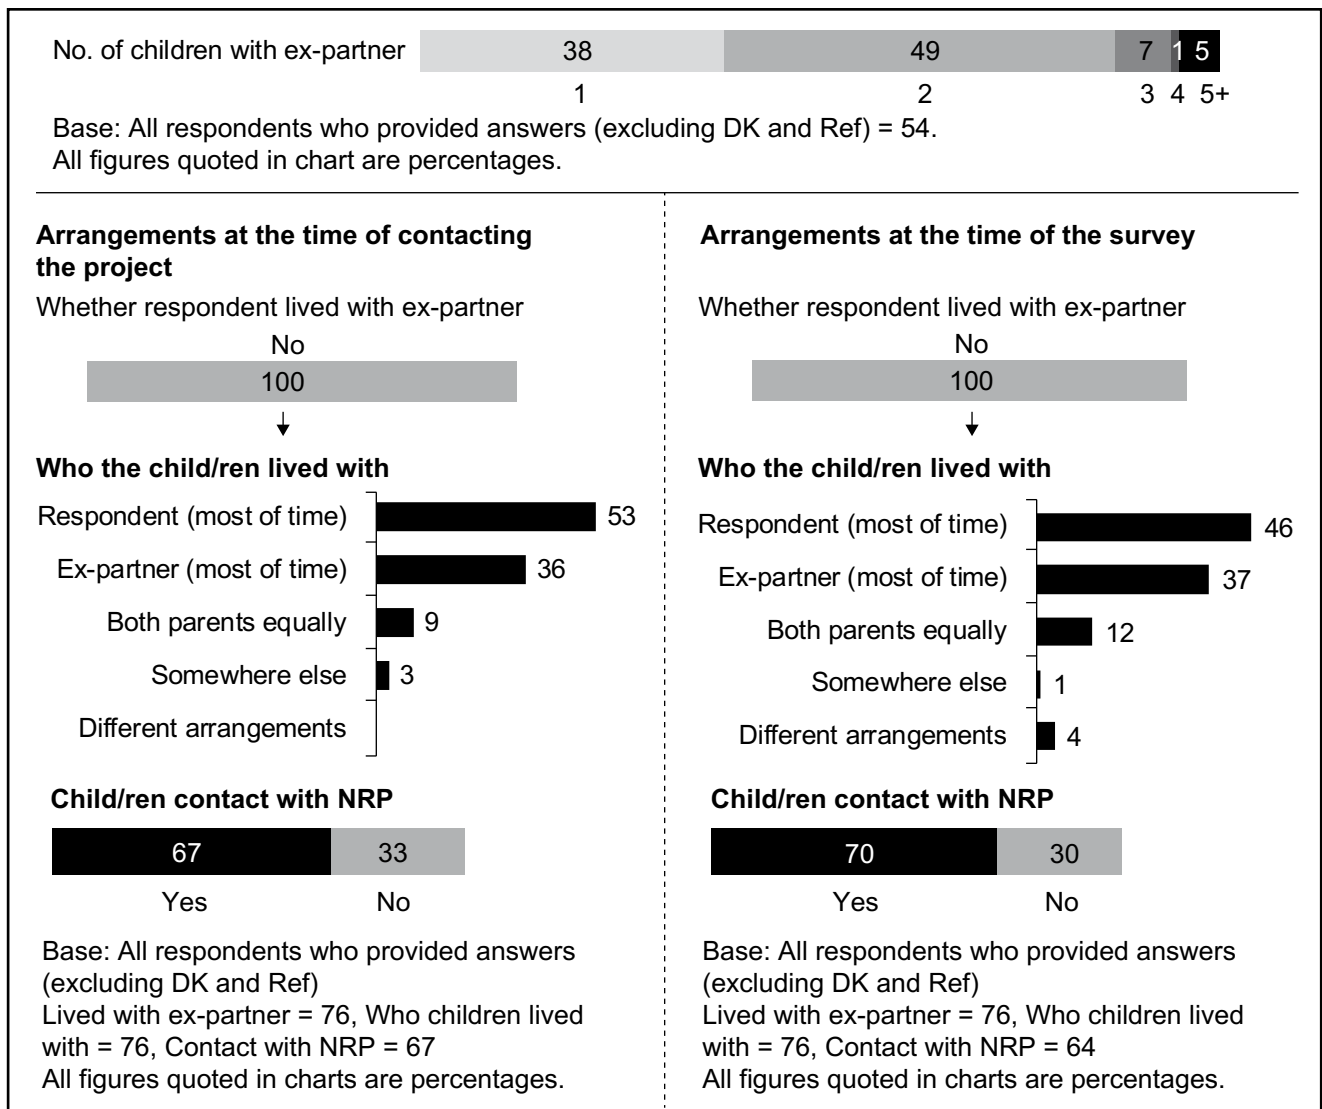 No. of children with ex-partner 38 49 7 1 5
1 2 3 4 5+
Base: All respondents who provided answers (excluding DK and Ref) = 54.
All figures quoted in chart are percentages.
Arrangements at the time of contacting
the project
Whether respondent lived with ex-partner
No
100
Who the child/ren lived with
Respondent (most of time) 53
Ex-partner (most of time) 36
Both parents equally 9
Somewhere else 3
Different arrangements
Child/ren contact with NRP
67 33
Yes No
Base: All respondents who provided answers
(excluding DK and Ref)
Lived with ex-partner = 76, Who children lived
with = 76, Contact with NRP = 67
All figures quoted in charts are percentages.
Arrangements at the time of the survey
Whether respondent lived with ex-partner
No
100
Who the child/ren lived with
Respondent (most of time) 46
Ex-partner (most of time) 37
Both parents equally 12
Somewhere else 1
Different arrangements 4
Child/ren contact with NRP
70 30
Yes No
Base: All respondents who provided answers
(excluding DK and Ref)
Lived with ex-partner = 76, Who children lived
with = 76, Contact with NRP = 64
All figures quoted in charts are percentages.